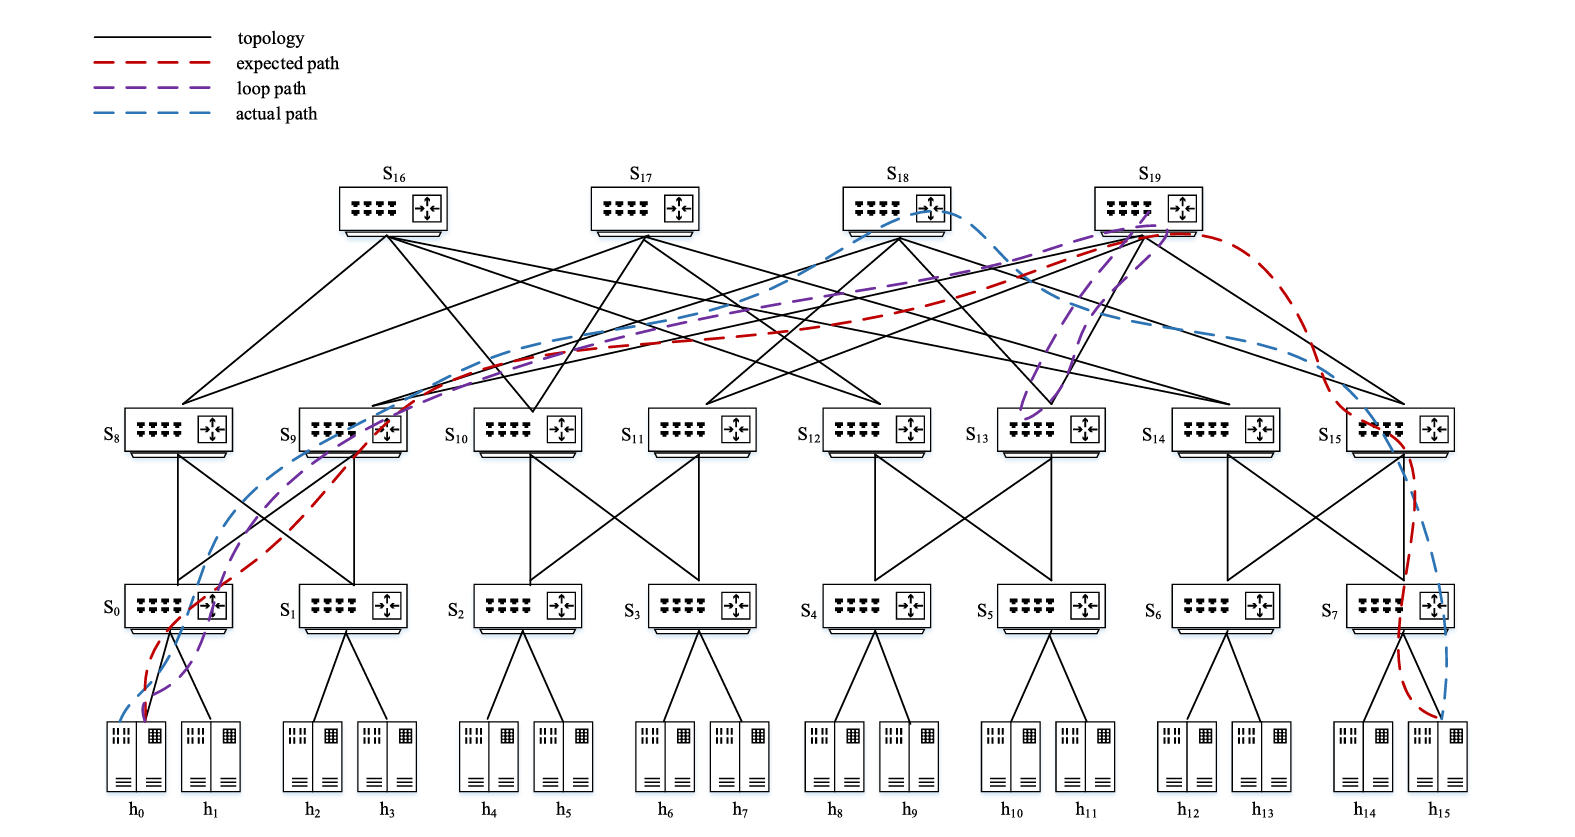 topology
expected path
loop path
actual path
S16 S17 S18 S19
S8 S9 S10 S11 S12 S13 S14 S15
S0 S1 S2 S3 S4 S5 S6 S7
h0 h1 h2 h3 h4 h5 h6 h7 h8 h9 h10 h11 h12 h13 h14 h15